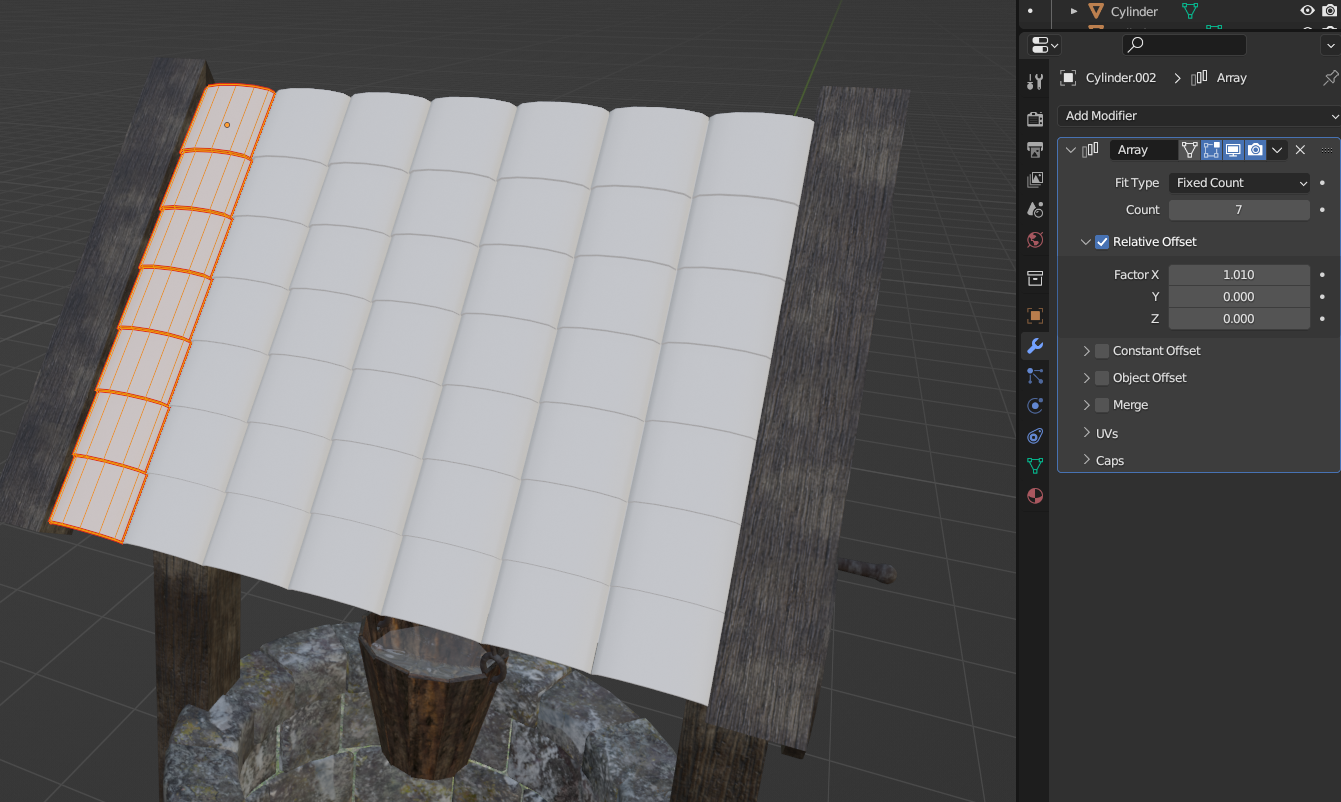 Cylinder
Cylinder.002
Array
Add Modifier
Array
Fit Type
Fixed Count
Count
7
Relative Offset
Factor X
1.010
Y
0.000
Z
0.000
Constant Offset
Object Offset
Merge
UVs
Caps